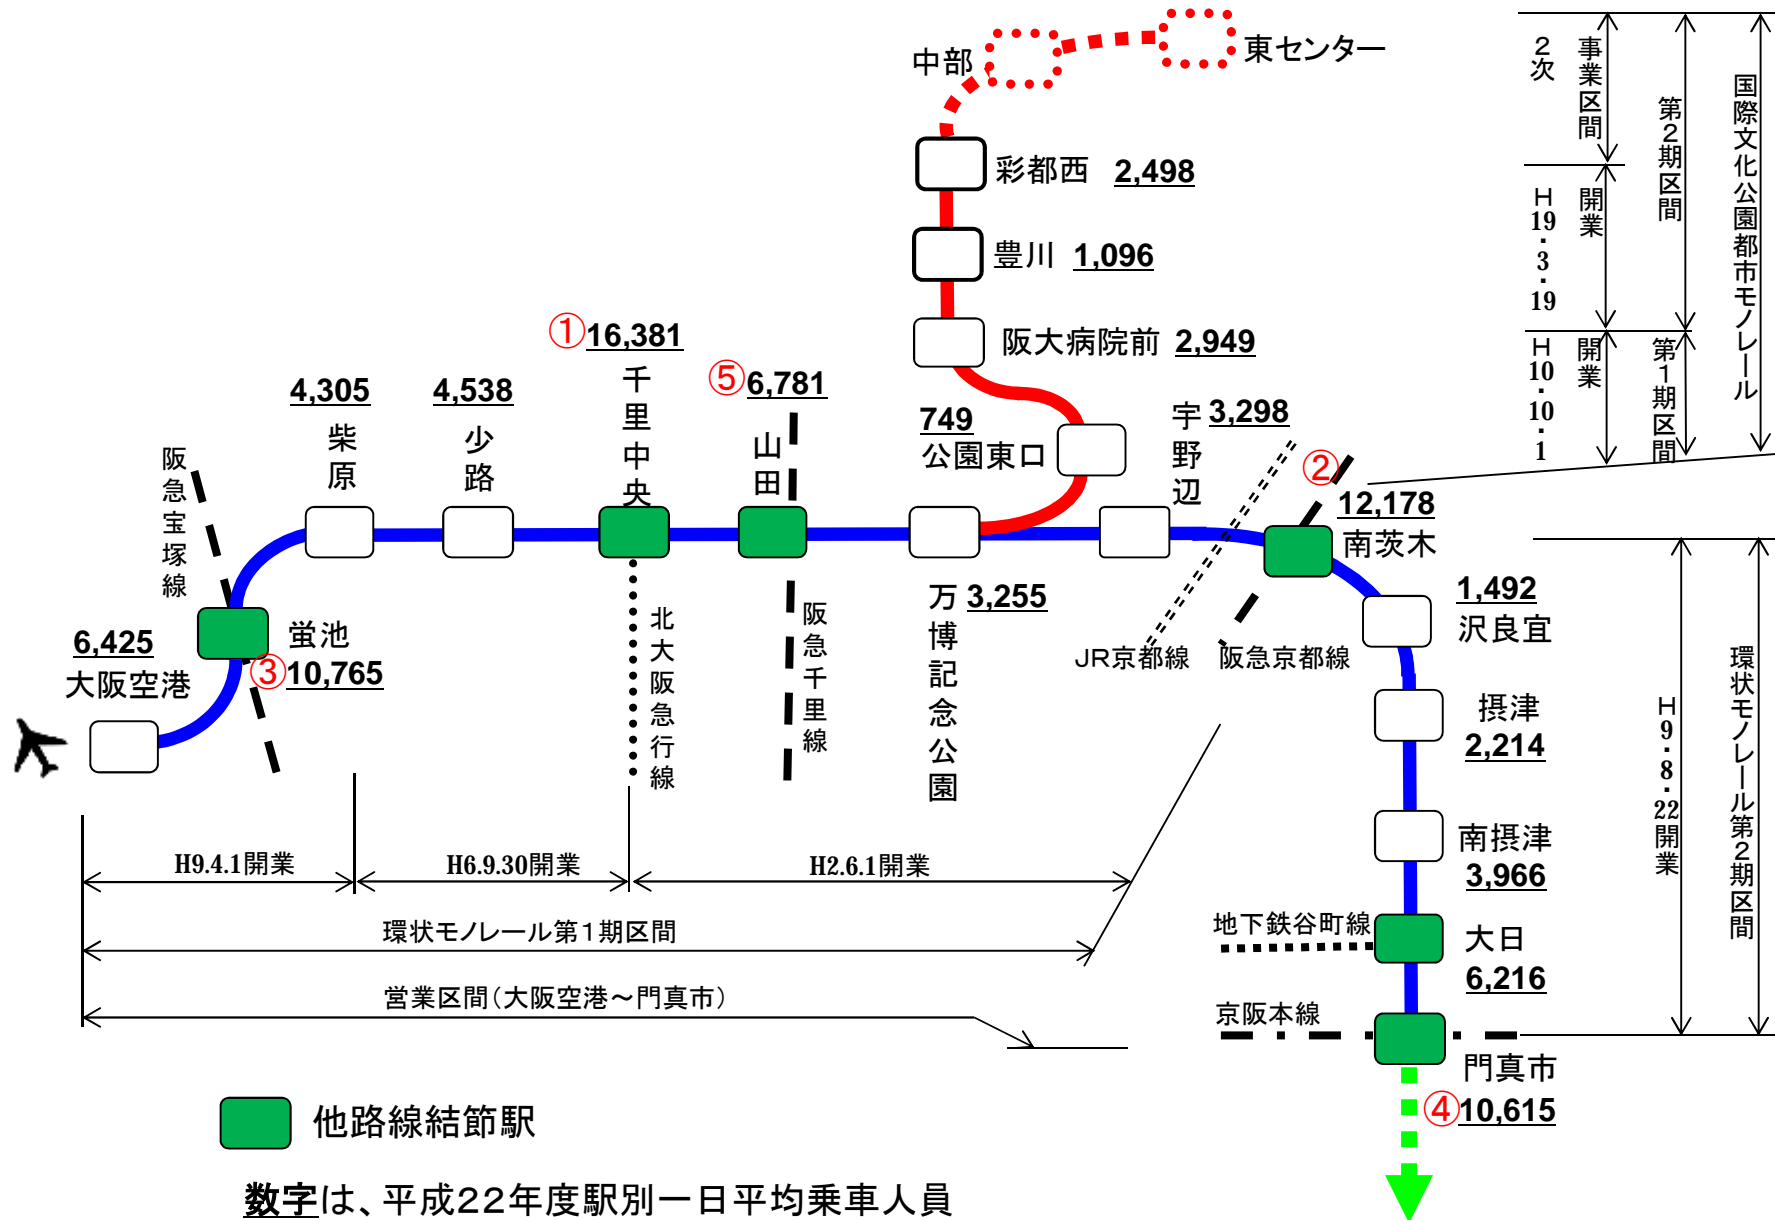 中部
東センター
彩都西 2,498
豊川 1,096
阪大病院前 2,949
749
公園東口
①16,381
千里中央
⑤6,781
山田
4,305
柴原
4,538
少路
阪急宝塚線
6,425
大阪空港
蛍池
③10,765
北大阪急行線
阪急千里線
万博記念公園 3,255
宇野辺 3,298
②
12,178
南茨木
JR京都線
阪急京都線
1,492
沢良宜
摂津
2,214
南摂津
3,966
地下鉄谷町線
大日
6,216
京阪本線
門真市
④10,615
2次
事業区間
第2期区間
国際文化公園都市モノレール
H19・3・19
開業
H10・10・1
開業
第1期区間
H9・8・22開業
環状モノレール第2期区間
H9.4.1開業
H6.9.30開業
H2.6.1開業
環状モノレール第1期区間
営業区間(大阪空港~門真市)
他路線結節駅
数字は、平成22年度駅別一日平均乗車人員